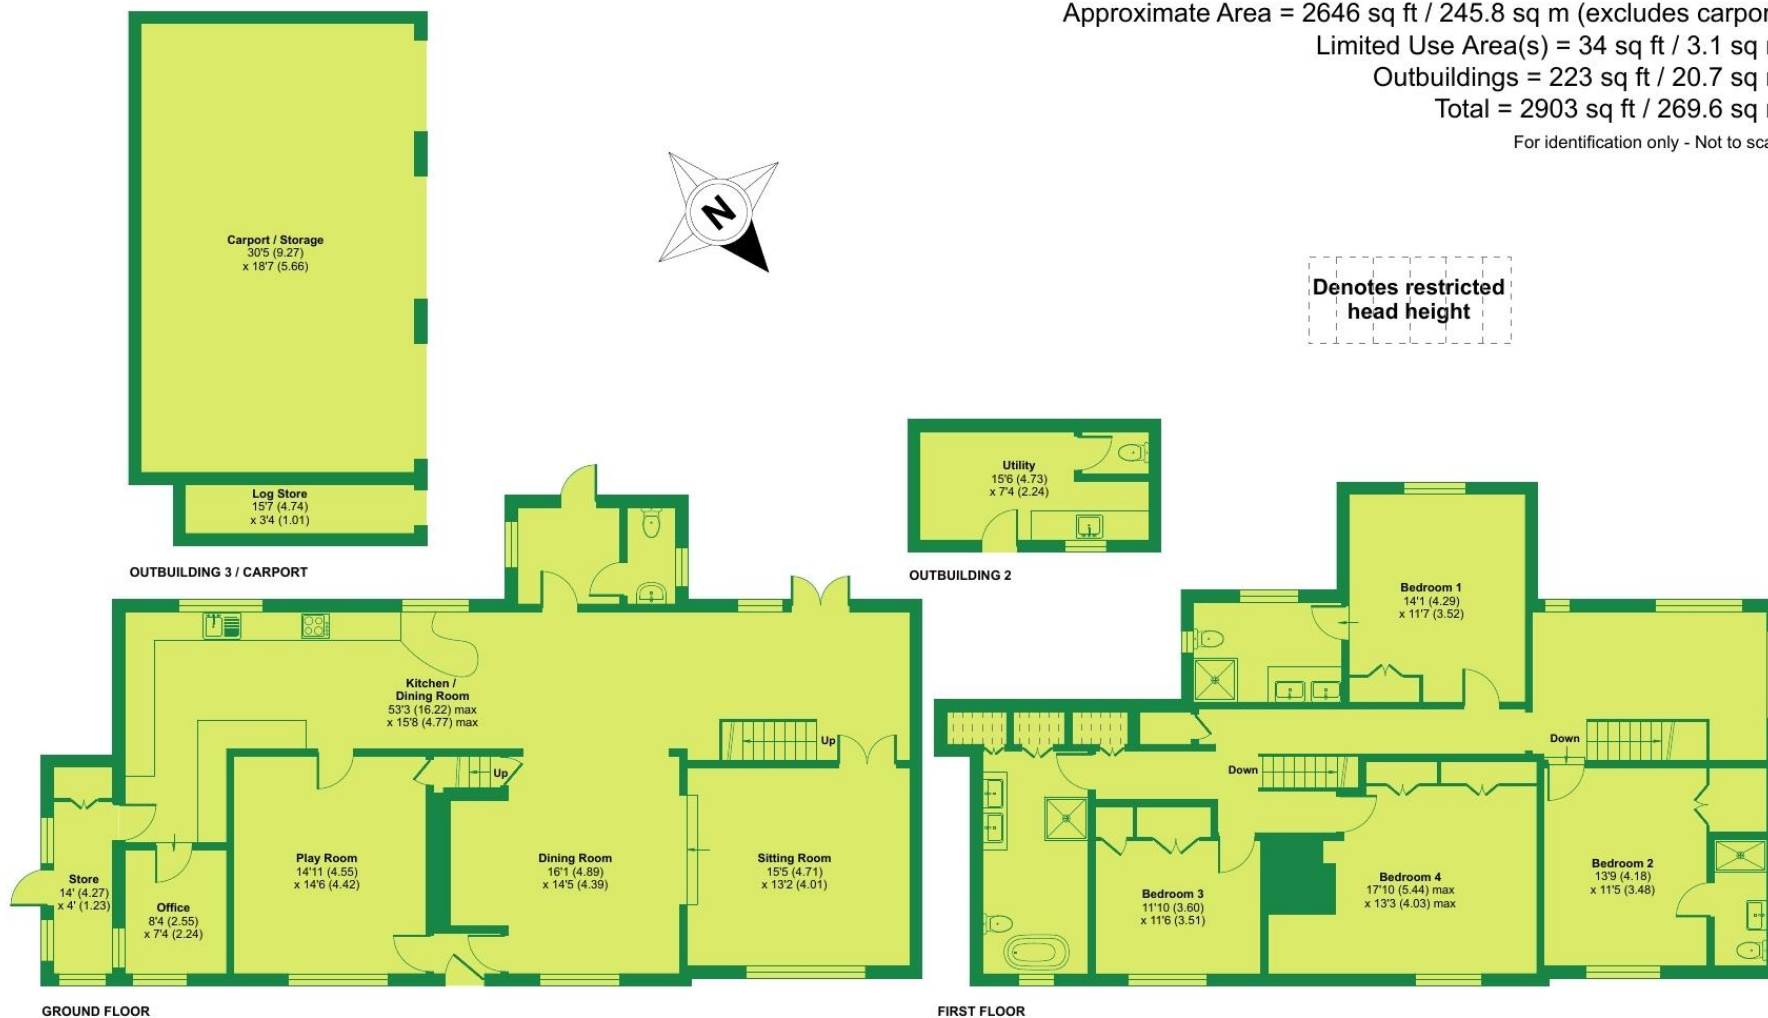 Approximate Area = 2646 sq ft / 245.8 sq m (excludes carpor
Limited Use Area(s) = 34 sq ft / 3.1 sq
Outbuildings = 223 sq ft / 20.7 sq
Total = 2903 sq ft / 269.6 sq
For identification only - Not to sca
N
Denotes restricted
head height
Carport / Storage
30'5 (9.27)
x 18'7 (5.66)
Log Store
15'7 (4.74)
x 3'4 (1.01)
OUTBUILDING 3 / CARPORT
Utility
15'6 (4.73)
x 7'4 (2.24)
OUTBUILDING 2
Kitchen /
Dining Room
53'3 (16.22) max
x 15'8 (4.77) max
Up
Up
Store
14' (4.27)
x 4' (1.23)
Office
8'4 (2.55)
x 7'4 (2.24)
Play Room
14'11 (4.55)
x 14'6 (4.42)
Dining Room
16'1 (4.89)
x 14'5 (4.39)
Sitting Room
15'5 (4.71)
x 13'2 (4.01)
GROUND FLOOR
Bedroom 1
14'1 (4.29)
x 11'7 (3.52)
Down
Down
Bedroom 3
11'10 (3.60)
x 11'6 (3.51)
Bedroom 4
17'10 (5.44) max
x 13'3 (4.03) max
Bedroom 2
13'9 (4.18)
x 11'5 (3.48)
FIRST FLOOR